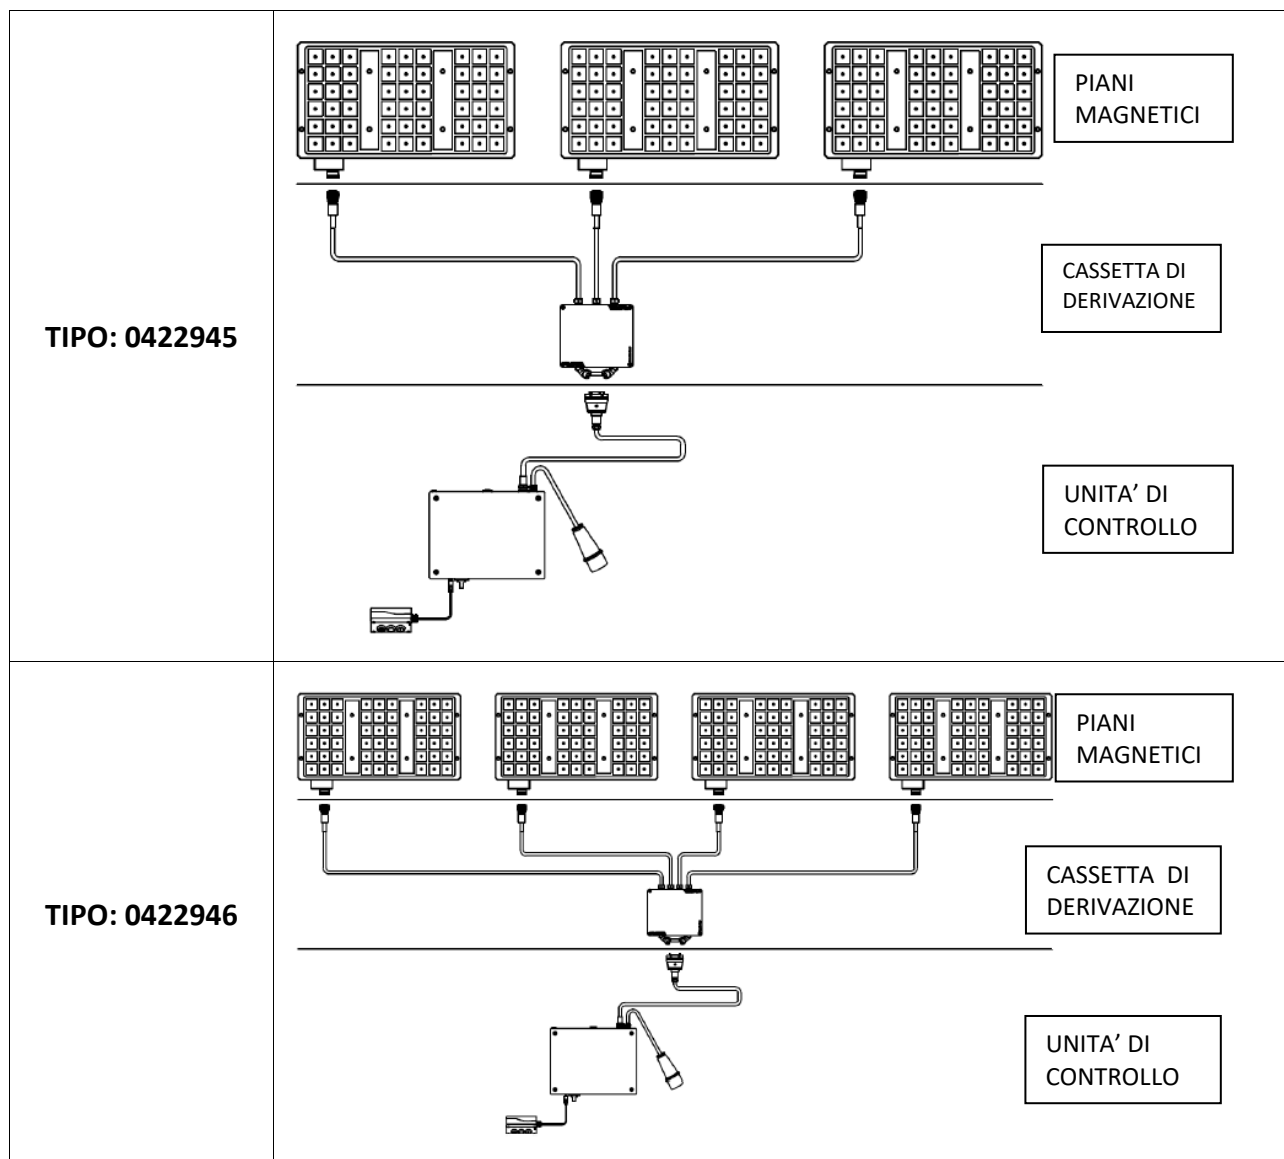 PIANI
MAGNETICI
CASSETTA DI
DERIVAZIONE
TIPO: 0422945
UNITA’ DI
CONTROLLO
PIANI
MAGNETICI
CASSETTA DI
DERIVAZIONE
TIPO: 0422946
UNITA’ DI
CONTROLLO